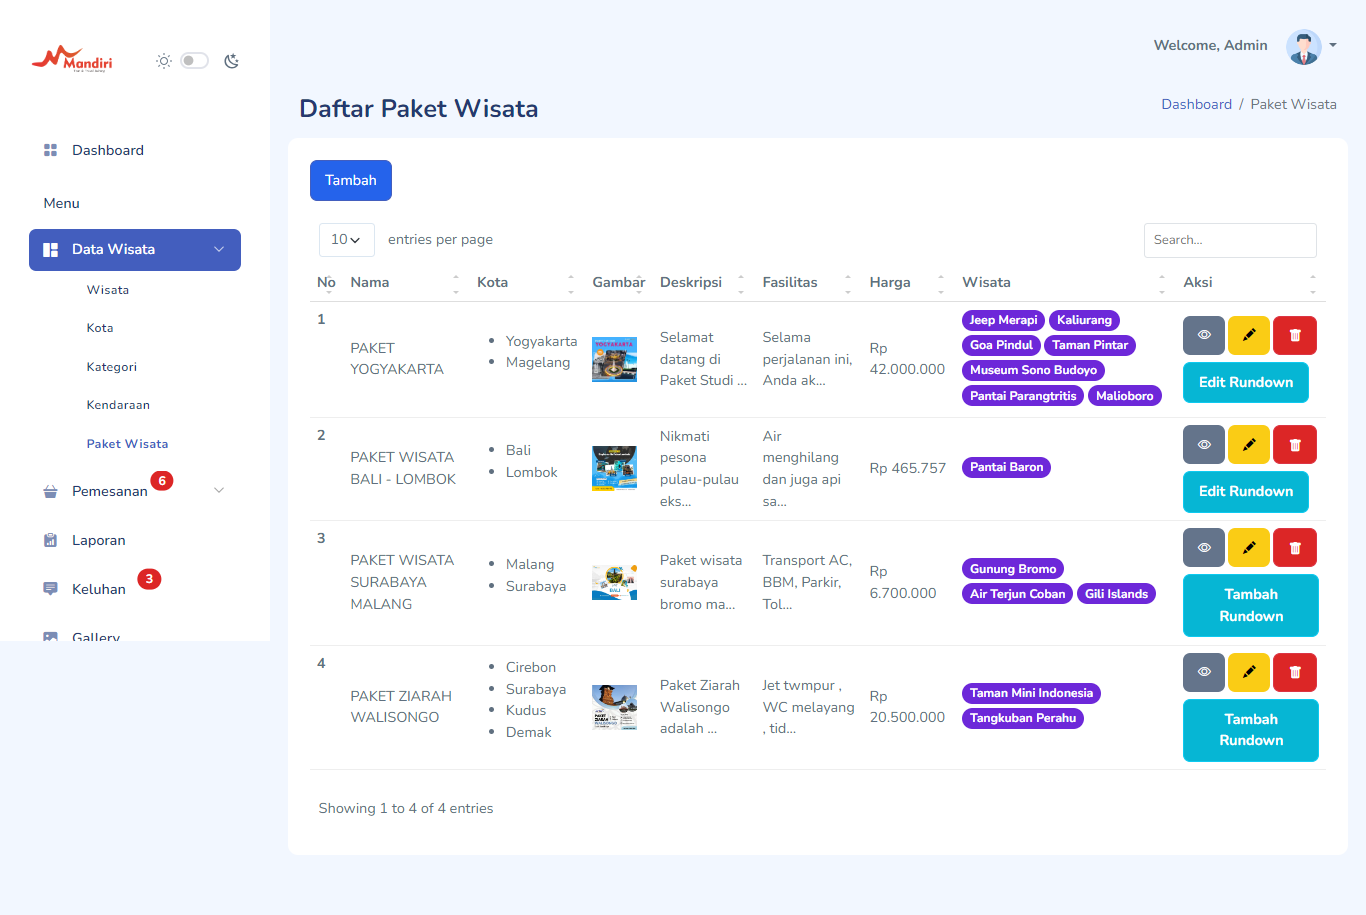 Mandiri
Welcome, Admin
Daftar Paket Wisata
Dashboard / Paket Wisata
Dashboard
Menu
Data Wisata
Wisata
Kota
Kategori
Kendaraan
Paket Wisata
Pemesanan 6
Laporan
Keluhan 3
Gallery
Tambah
10 entries per page
Search...
No Nama Kota Gambar Deskripsi Fasilitas Harga Wisata Aksi
1
PAKET
YOGYAKARTA
Yogyakarta
Magelang
YOGYAKARTA
Selamat
datang di
Paket Studi ...
Selama
perjalanan ini,
Anda ak...
Rp
42.000.000
Jeep Merapi Kaliurang
Goa Pindul Taman Pintar
Museum Sono Budoyo
Pantai Parangtritis Malioboro
Edit Rundown
2
PAKET WISATA
BALI - LOMBOK
Bali
Lombok
Nikmati
pesona
pulau-pulau
eks...
Air
menghilang
dan juga api
sa...
Rp 465.757
Pantai Baron
Edit Rundown
3
PAKET WISATA
SURABAYA
MALANG
Malang
Surabaya
BALI
Paket wisata
surabaya
bromo ma...
Transport AC,
BBM, Parkir,
Tol...
Rp
6.700.000
Gunung Bromo
Air Terjun Coban Gili Islands
Tambah
Rundown
4
PAKET ZIARAH
WALISONGO
Cirebon
Surabaya
Kudus
Demak
PAKET
ZIARAH
WALISONGO
Paket Ziarah
Walisongo
adalah ...
Jet twmpur ,
WC melayang
, tid...
Rp
20.500.000
Taman Mini Indonesia
Tangkuban Perahu
Tambah
Rundown
Showing 1 to 4 of 4 entries